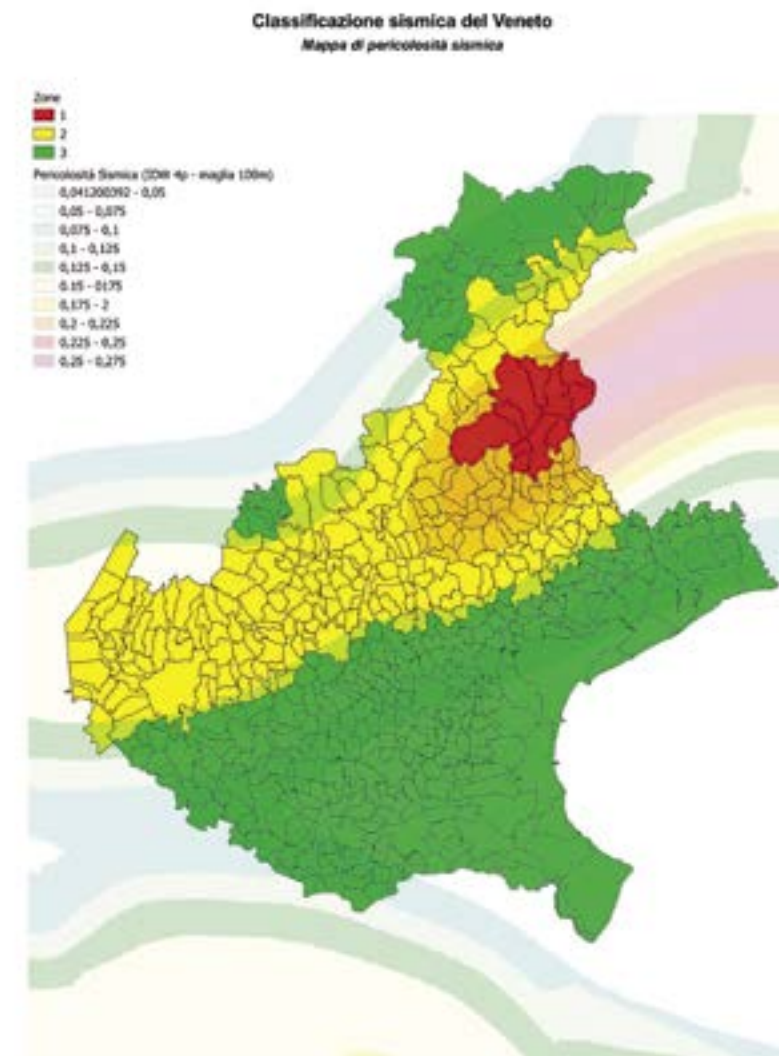 Classificazione sismica del Veneto
Mappa di pericolosità sismica
Zone
1
2
3
Pericolosità Sismica (IDW 4p - maglia 100m)
0,041200392 - 0,05
0,05 - 0,075
0,075 - 0,1
0,1 - 0,125
0,125 - 0,15
0.15 - 0175
0,175 - 2
0,2 - 0,225
0,225 - 0,25
0,25 - 0,275